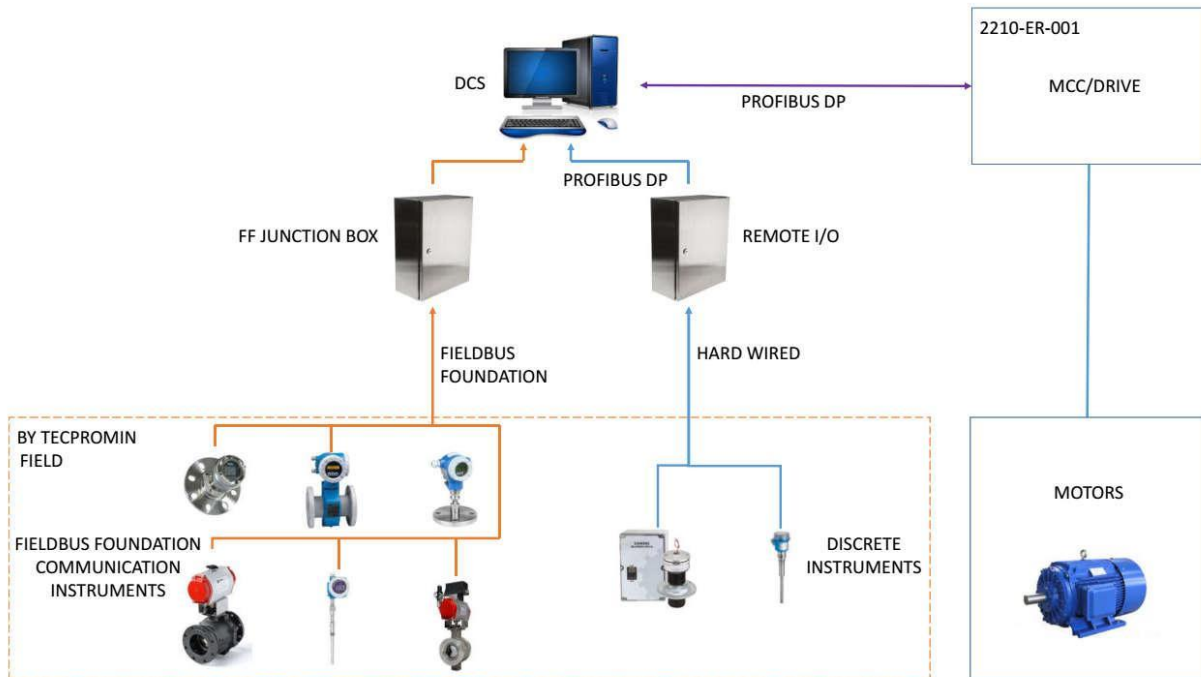 2210-ER-001
DCS
MCC/DRIVE
PROFIBUS DP
PROFIBUS DP
FF JUNCTION BOX
REMOTE I/O
FIELDBUS
FOUNDATION
HARD WIRED
BY TECPROMIN
FIELD
MOTORS
FIELDBUS FOUNDATION
COMMUNICATION
INSTRUMENTS
DISCRETE
INSTRUMENTS